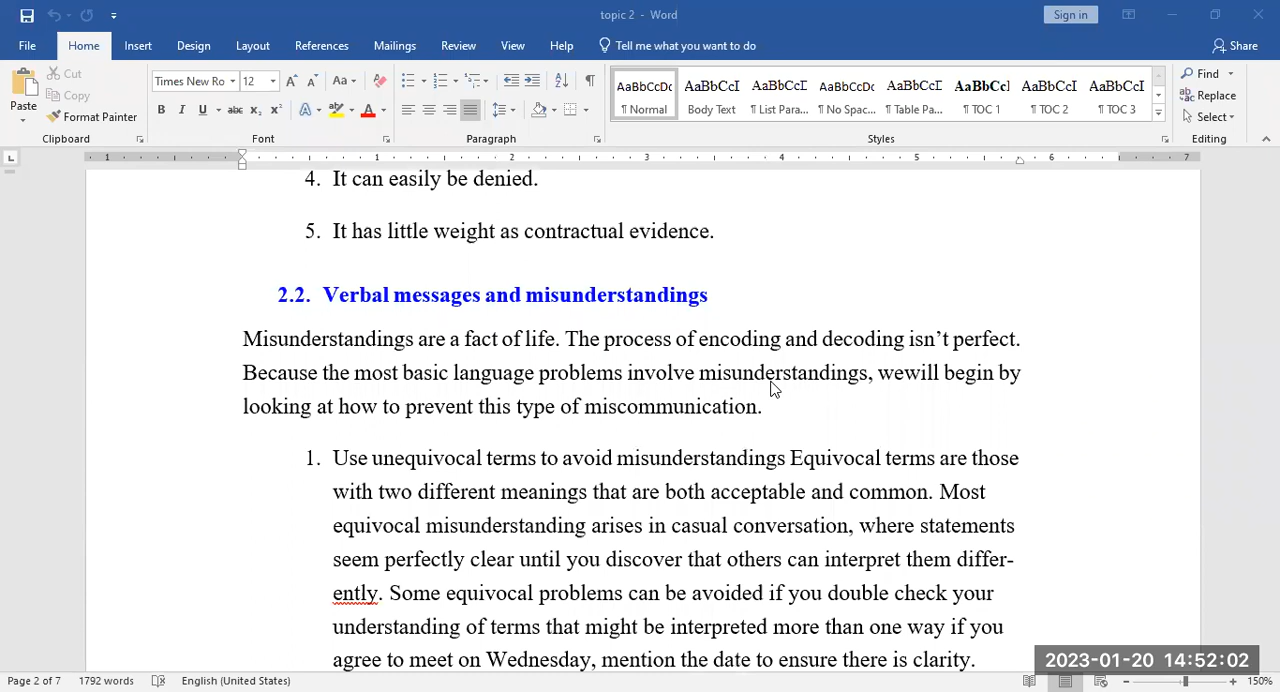 topic 2 - Word
Sign in
File Home Insert Design Layout References Mailings Review View Help Tell me what you want to do Share
Paste
Cut
Copy
Format Painter
Clipboard
Times New Ro 12
Font
Paragraph
AaBbCcDc AaBbCcI AaBbCcD AaBbCcDc AaBbCcI AaBbCcI AaBbCcI AaBbCcI
¶ Normal Body Text ¶ List Para... ¶ No Spac... ¶ Table Pa... ¶ TOC 1 ¶ TOC 2 ¶ TOC 3
Styles
Find
Replace
Select
Editing
1 1 2 3 4 5 6 7
4. It can easily be denied.
5. It has little weight as contractual evidence.
2.2. Verbal messages and misunderstandings
Misunderstandings are a fact of life. The process of encoding and decoding isn’t perfect.
Because the most basic language problems involve misunderstandings, wewill begin by
looking at how to prevent this type of miscommunication.
1. Use unequivocal terms to avoid misunderstandings Equivocal terms are those
with two different meanings that are both acceptable and common. Most
equivocal misunderstanding arises in casual conversation, where statements
seem perfectly clear until you discover that others can interpret them differ-
ently. Some equivocal problems can be avoided if you double check your
understanding of terms that might be interpreted more than one way if you
agree to meet on Wednesday, mention the date to ensure there is clarity.
2023-01-20 14:52:02
Page 2 of 7 1792 words English (United States) 150%